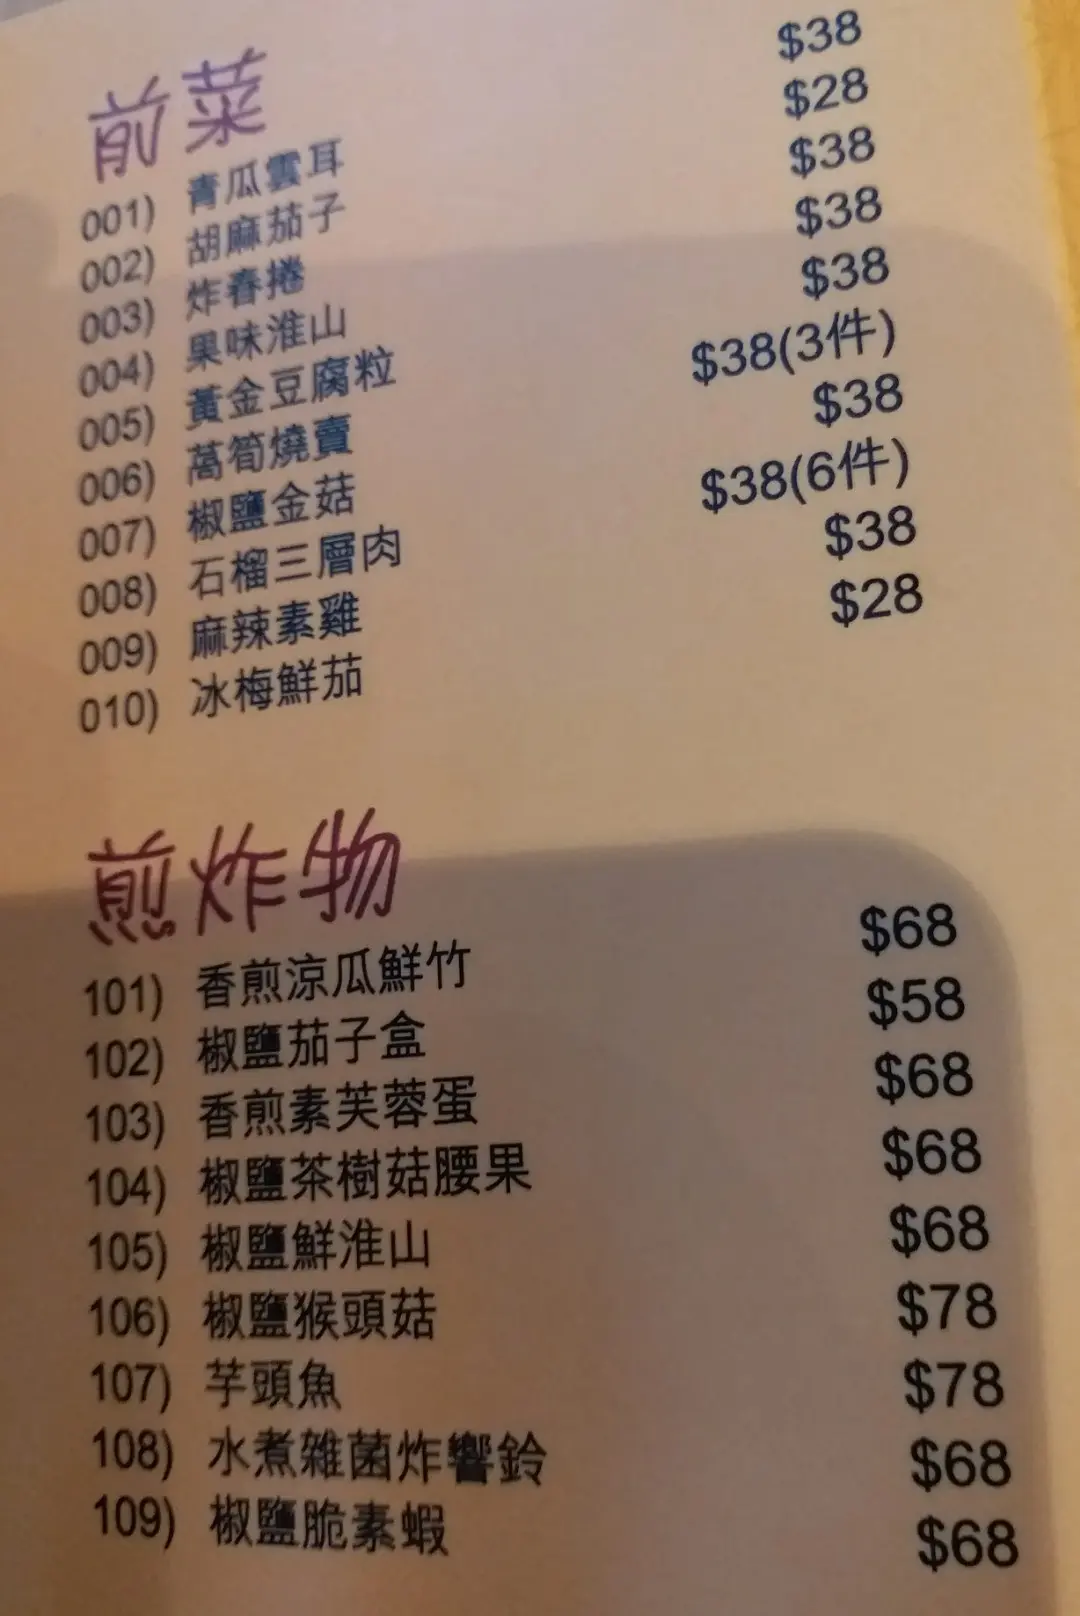 前菜
001) 青瓜雲耳 $38
002) 胡麻茄子 $28
003) 炸春捲 $38
004) 果味淮山 $38
005) 黃金豆腐粒 $38
006) 萵筍燒賣 $38(3件)
007) 椒鹽金菇 $38
008) 石榴三層肉 $38(6件)
009) 麻辣素雞 $38
010) 冰梅鮮茄 $28
煎炸物
101) 香煎涼瓜鮮竹 $68
102) 椒鹽茄子盒 $58
103) 香煎素芙蓉蛋 $68
104) 椒鹽茶樹菇腰果 $68
105) 椒鹽鮮淮山 $68
106) 椒鹽猴頭菇 $78
107) 芋頭魚 $78
108) 水煮雜菌炸響鈴 $68
109) 椒鹽脆素蝦 $68